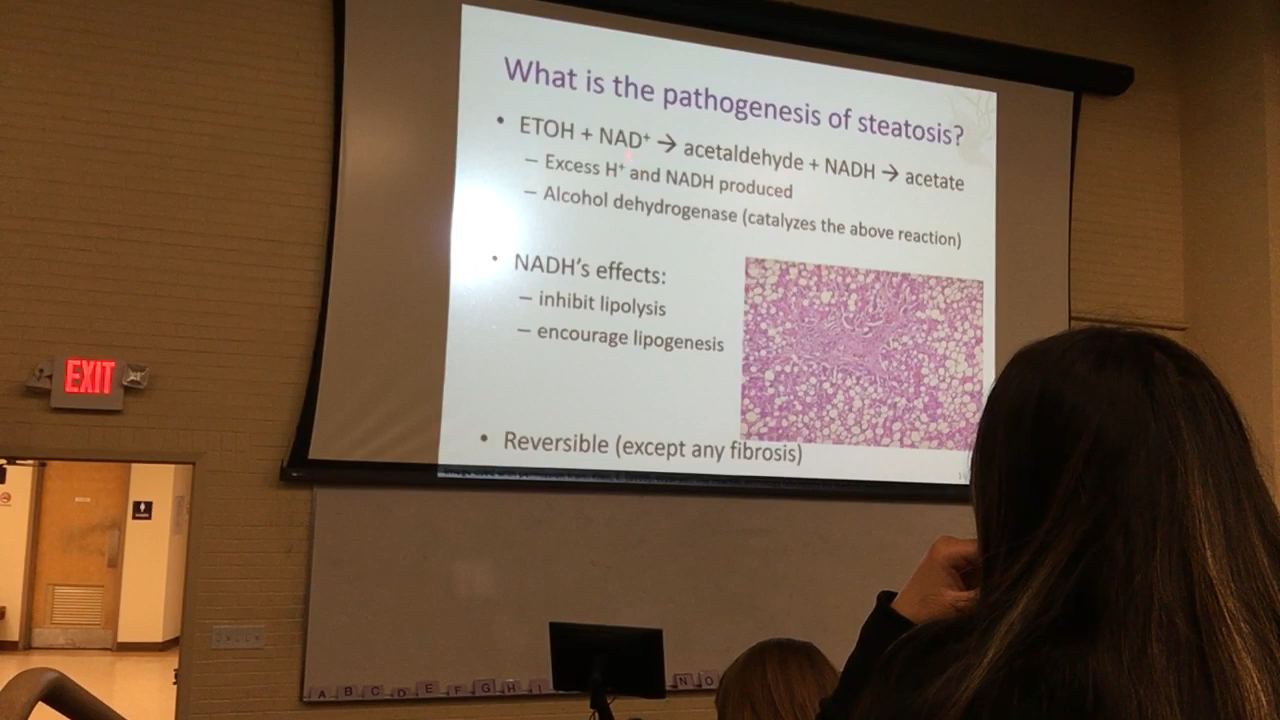 What is the pathogenesis of steatosis?
• ETOH + NAD⁺ → acetaldehyde + NADH → acetate
– Excess H⁺ and NADH produced
– Alcohol dehydrogenase (catalyzes the above reaction)
• NADH’s effects:
– inhibit lipolysis
– encourage lipogenesis
• Reversible (except any fibrosis)
EXIT
A B C D E F G H I N O